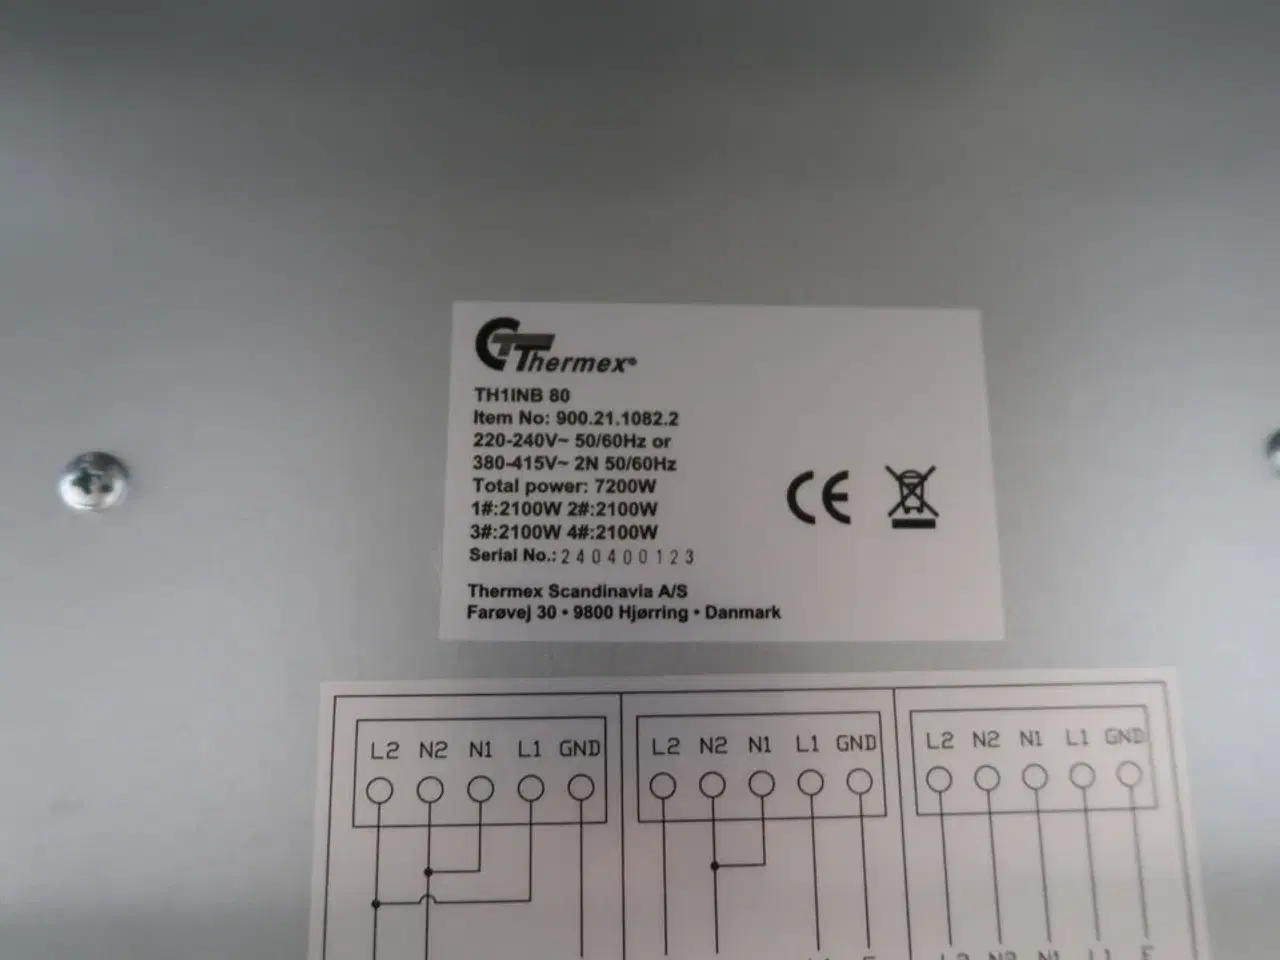 Thermex®
TH1INB 80
Item No: 900.21.1082.2
220-240V~ 50/60Hz or
380-415V~ 2N 50/60Hz
Total power: 7200W
1#:2100W 2#:2100W
3#:2100W 4#:2100W
Serial No.: 240400123
Thermex Scandinavia A/S
Farøvej 30 • 9800 Hjørring • Danmark
L2 N2 N1 L1 GND
L2 N2 N1 L1 GND
L2 N2 N1 L1 GND